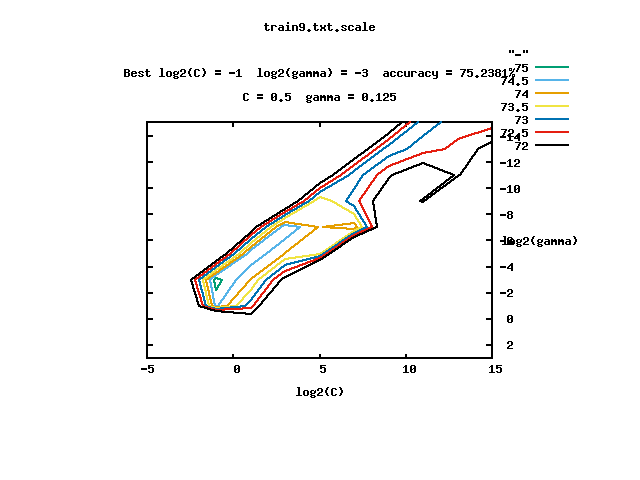 train9.txt.scale
"-"
Best log2(C) = -1  log2(gamma) = -3  accuracy = 75.2381%
75
74.5
C = 0.5  gamma = 0.125
74
73.5
73
72.5
-14
72
-12
-10
-8
-6
log2(gamma)
-4
-2
0
2
-5 0 5 10 15
log2(C)